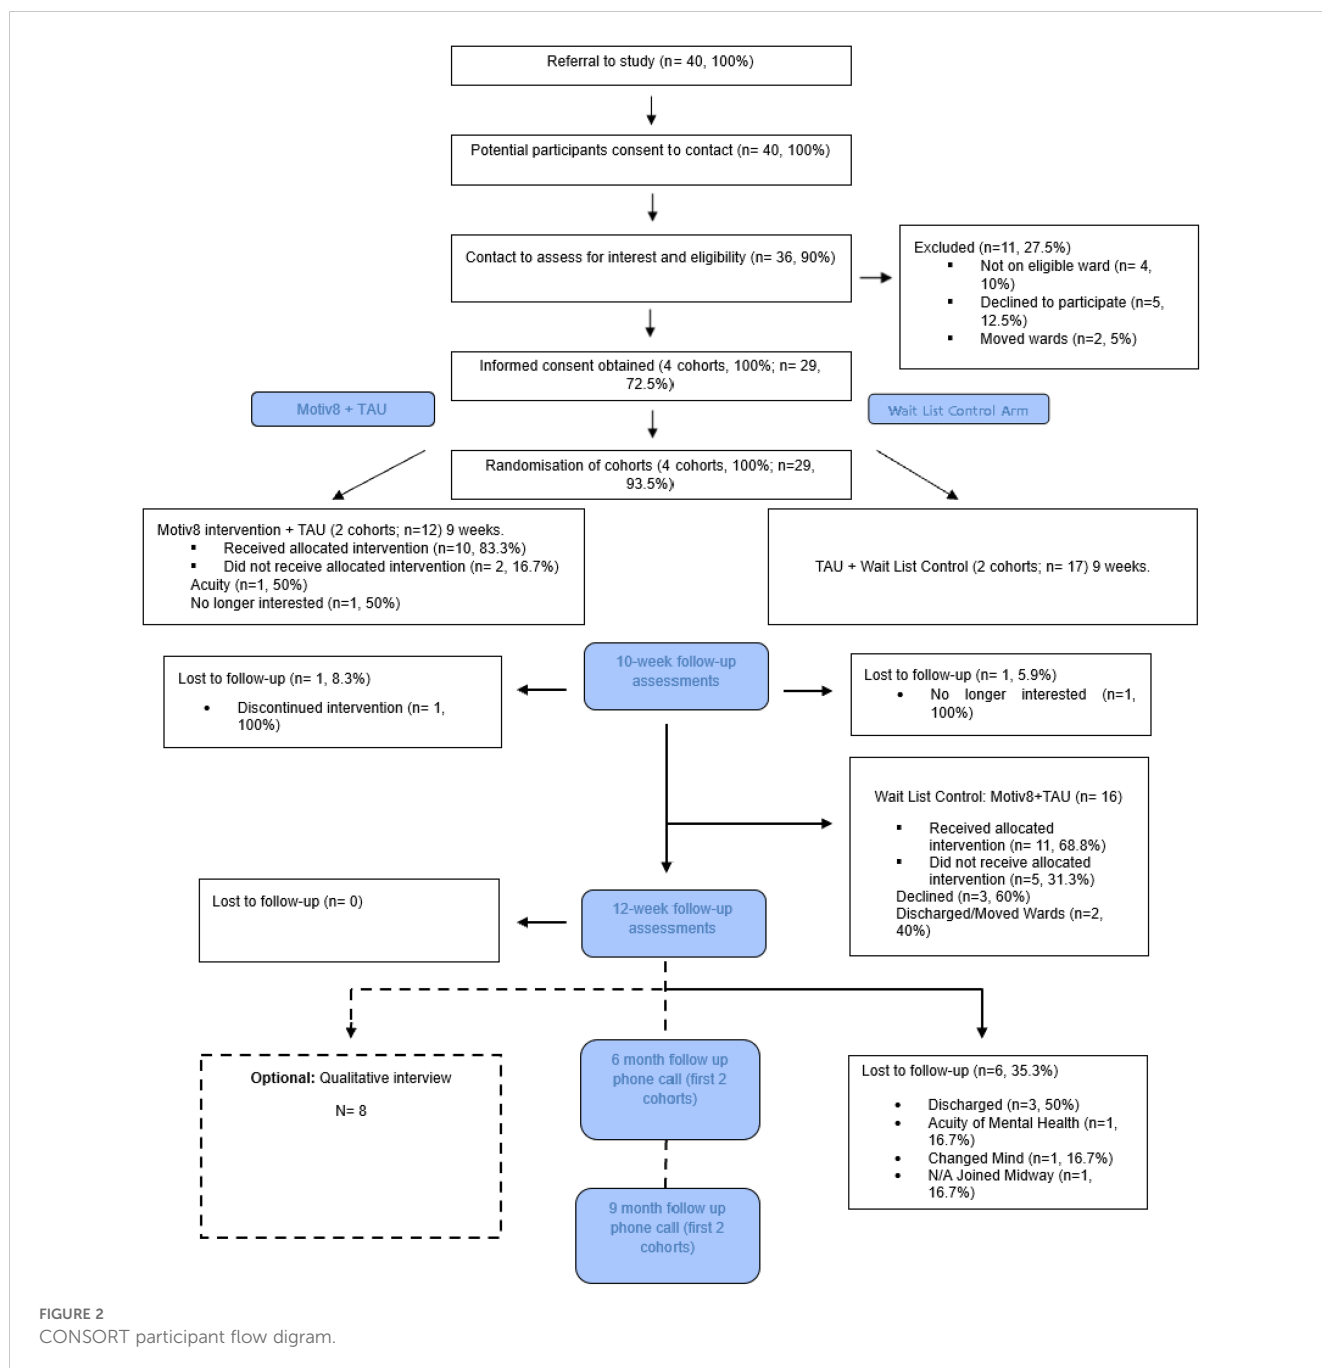 Referral to study (n= 40, 100%)
Potential participants consent to contact (n= 40, 100%)
Contact to assess for interest and eligibility (n= 36, 90%)
Excluded (n=11, 27.5%)
▪ Not on eligible ward (n= 4,
10%)
▪ Declined to participate (n=5,
12.5%)
▪ Moved wards (n=2, 5%)
Informed consent obtained (4 cohorts, 100%; n= 29,
72.5%)
Motiv8 + TAU
Wait List Control Arm
Randomisation of cohorts (4 cohorts, 100%; n=29,
93.5%)
Motiv8 intervention + TAU (2 cohorts; n=12) 9 weeks.
▪ Received allocated intervention (n=10, 83.3%)
▪ Did not receive allocated intervention (n= 2, 16.7%)
Acuity (n=1, 50%)
No longer interested (n=1, 50%)
TAU + Wait List Control (2 cohorts; n= 17) 9 weeks.
10-week follow-up
assessments
Lost to follow-up (n= 1, 8.3%)
• Discontinued intervention (n= 1,
100%)
Lost to follow-up (n= 1, 5.9%)
• No longer interested (n=1,
100%)
Wait List Control: Motiv8+TAU (n= 16)
▪ Received allocated
intervention (n= 11, 68.8%)
▪ Did not receive allocated
intervention (n=5, 31.3%)
Declined (n=3, 60%)
Discharged/Moved Wards (n=2,
40%)
Lost to follow-up (n= 0)
12-week follow-up
assessments
Optional: Qualitative interview
N= 8
6 month follow up
phone call (first 2
cohorts)
Lost to follow-up (n=6, 35.3%)
• Discharged (n=3, 50%)
• Acuity of Mental Health (n=1,
16.7%)
• Changed Mind (n=1, 16.7%)
• N/A Joined Midway (n=1,
16.7%)
9 month follow up
phone call (first 2
cohorts)
FIGURE 2
CONSORT participant flow digram.